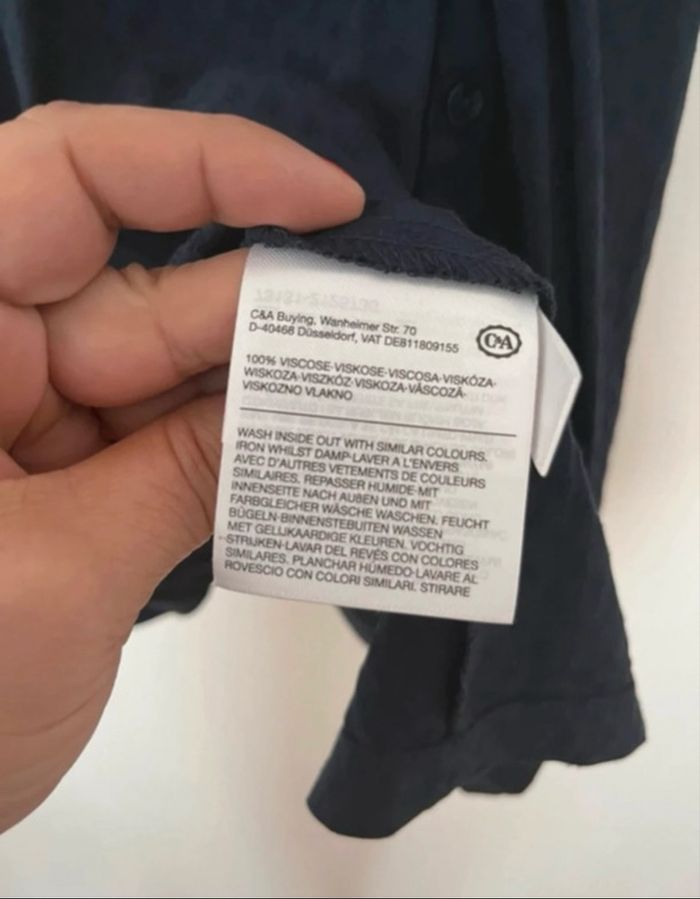 C&A Buying, Wanheimer Str. 70
D-40468 Düsseldorf, VAT DE811809155
C&A
100% VISCOSE-VISKOSE-VISCOSA-VISKÓZA-
WISKOZA-VISZKÓZ-VISKOZA-VÂSCOZĂ-
VISKOZNO VLAKNO
WASH INSIDE OUT WITH SIMILAR COLOURS.
IRON WHILST DAMP-LAVER A L'ENVERS
AVEC D'AUTRES VETEMENTS DE COULEURS
SIMILAIRES. REPASSER HUMIDE-MIT
INNENSEITE NACH AUßEN UND MIT
FARBGLEICHER WÄSCHE WASCHEN. FEUCHT
BÜGELN-BINNENSTEBUITEN WASSEN
MET GELIJKAARDIGE KLEUREN. VOCHTIG
STRIJKEN-LAVAR DEL REVÉS CON COLORES
SIMILARES. PLANCHAR HÚMEDO-LAVARE AL
ROVESCIO CON COLORI SIMILARI. STIRARE